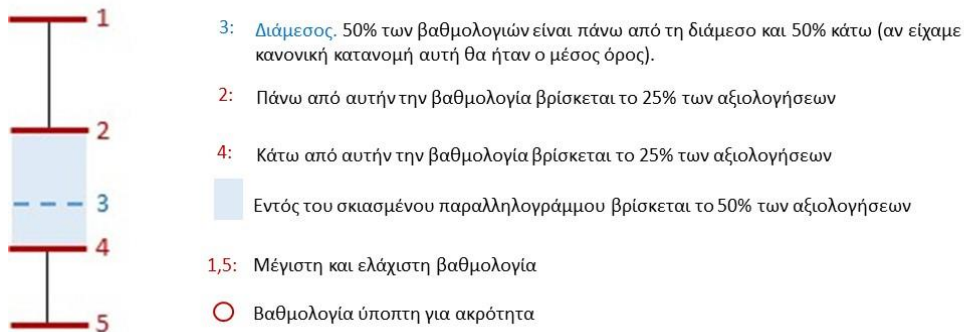 1
2
3
4
5
3: Διάμεσος. 50% των βαθμολογιών είναι πάνω από τη διάμεσο και 50% κάτω (αν είχαμε
κανονική κατανομή αυτή θα ήταν ο μέσος όρος).
2: Πάνω από αυτήν την βαθμολογία βρίσκεται το 25% των αξιολογήσεων
4: Κάτω από αυτήν την βαθμολογία βρίσκεται το 25% των αξιολογήσεων
Εντός του σκιασμένου παραλληλογράμμου βρίσκεται το 50% των αξιολογήσεων
1,5: Μέγιστη και ελάχιστη βαθμολογία
Βαθμολογία ύποπτη για ακρότητα